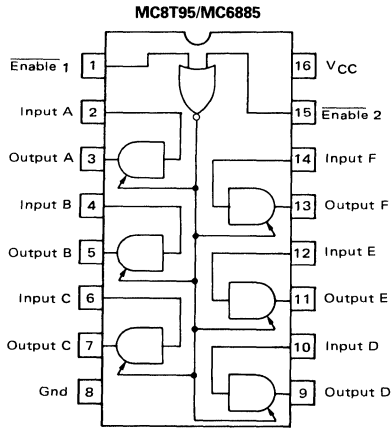 MC8T95/MC6885
Enable 1 1 16 VCC
Input A 2 15 Enable 2
Output A 3 14 Input F
Input B 4 13 Output F
Output B 5 12 Input E
Input C 6 11 Output E
Output C 7 10 Input D
Gnd 8 9 Output D